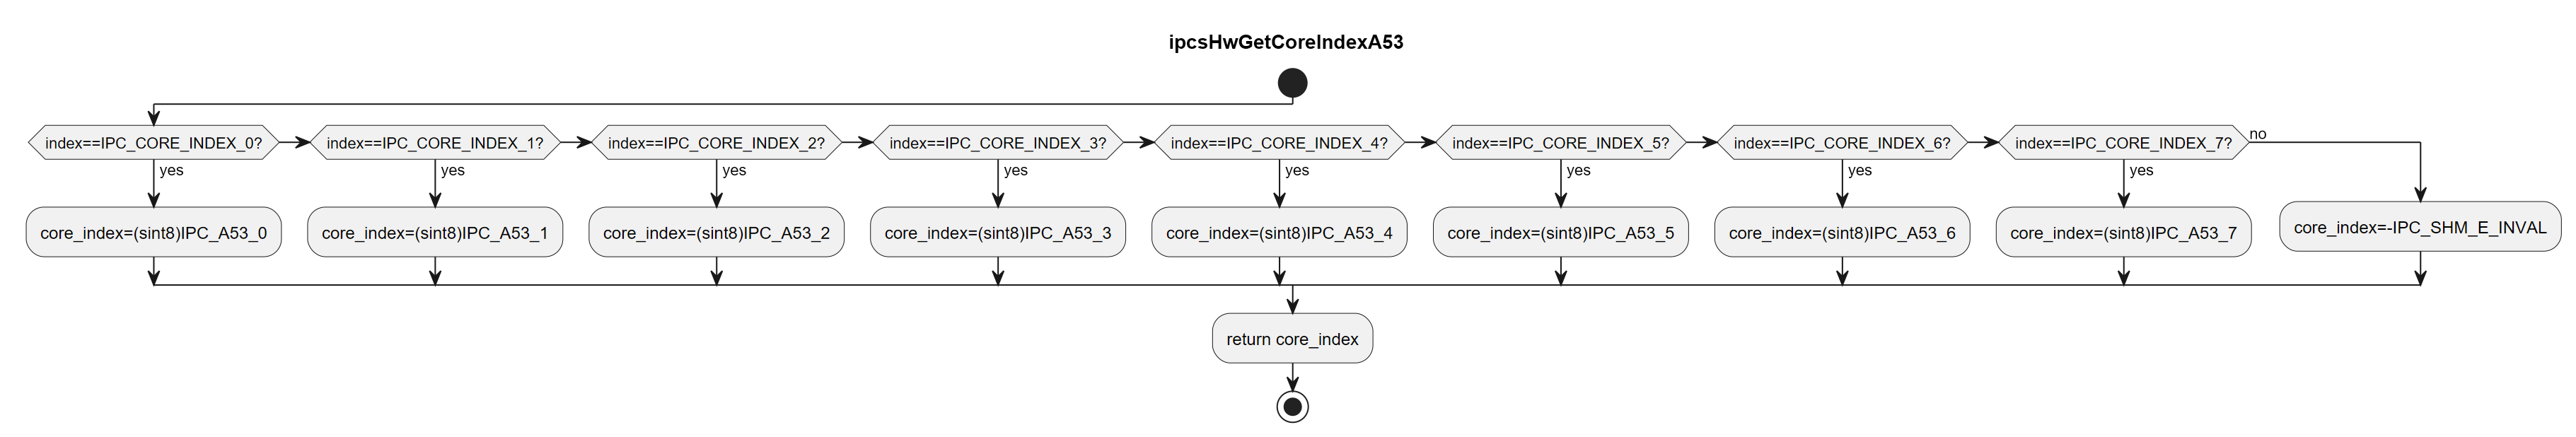 ipcsHwGetCoreIndexA53
index==IPC_CORE_INDEX_0?
index==IPC_CORE_INDEX_1?
index==IPC_CORE_INDEX_2?
index==IPC_CORE_INDEX_3?
index==IPC_CORE_INDEX_4?
index==IPC_CORE_INDEX_5?
index==IPC_CORE_INDEX_6?
index==IPC_CORE_INDEX_7?
no
yes
yes
yes
yes
yes
yes
yes
yes
core_index=(sint8)IPC_A53_0
core_index=(sint8)IPC_A53_1
core_index=(sint8)IPC_A53_2
core_index=(sint8)IPC_A53_3
core_index=(sint8)IPC_A53_4
core_index=(sint8)IPC_A53_5
core_index=(sint8)IPC_A53_6
core_index=(sint8)IPC_A53_7
core_index=-IPC_SHM_E_INVAL
return core_index